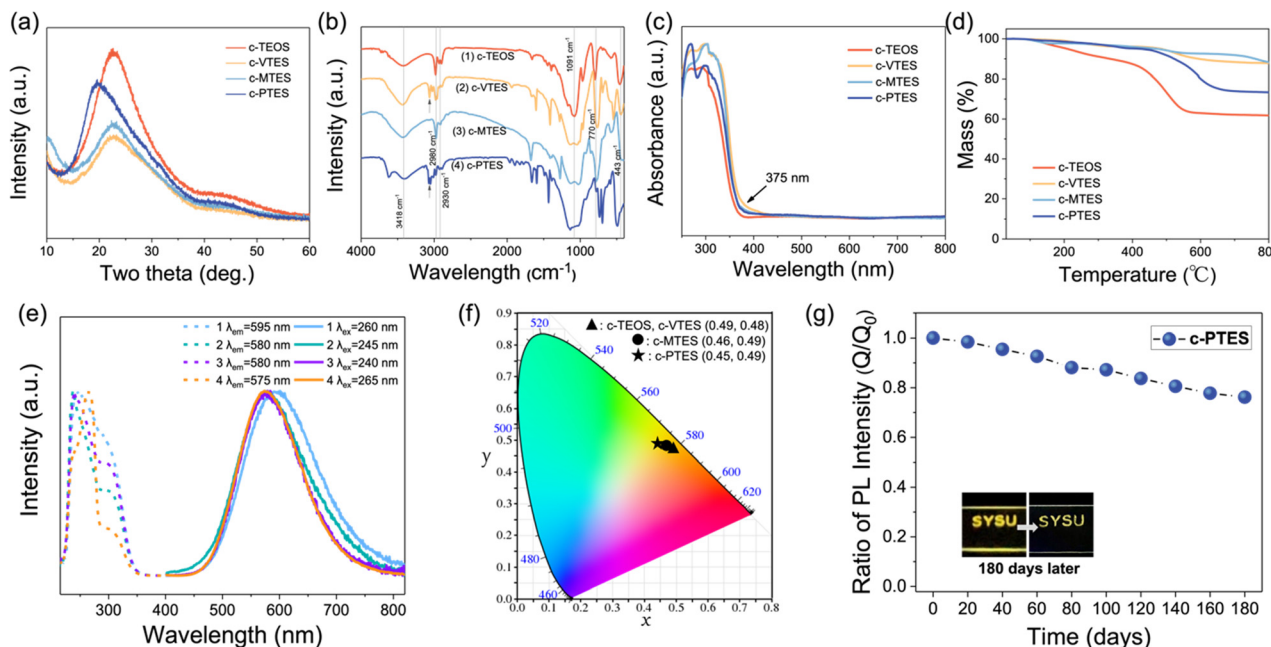 (a)
Intensity (a.u.)
c-TEOS
c-VTES
c-MTES
c-PTES
10 20 30 40 50 60
Two theta (deg.)
(b)
Intensity (a.u.)
(1) c-TEOS
(2) c-VTES
(3) c-MTES
(4) c-PTES
3418 cm⁻¹
2980 cm⁻¹
2930 cm⁻¹
1091 cm⁻¹
770 cm⁻¹
443 cm⁻¹
4000 3000 2000 1000
Wavelength (cm⁻¹)
(c)
Absorbance (a.u.)
c-TEOS
c-VTES
c-MTES
c-PTES
375 nm
300 400 500 600 700 800
Wavelength (nm)
(d)
Mass (%)
100
75
50
25
0
c-TEOS
c-VTES
c-MTES
c-PTES
200 400 600 80
Temperature (℃)
(e)
Intensity (a.u.)
1 λem=595 nm
2 λem=580 nm
3 λem=580 nm
4 λem=575 nm
1 λex=260 nm
2 λex=245 nm
3 λex=240 nm
4 λex=265 nm
300 400 500 600 700 800
Wavelength (nm)
(f)
y
0.9
0.8
0.7
0.6
0.5
0.4
0.3
0.2
0.1
0.0
▲ : c-TEOS, c-VTES (0.49, 0.48)
● : c-MTES (0.46, 0.49)
★ : c-PTES (0.45, 0.49)
520
540
560
580
600
620
500
480
460
0.0 0.1 0.2 0.3 0.4 0.5 0.6 0.7 0.8
x
(g)
Ratio of PL Intensity (Q/Q₀)
1.0
0.8
0.6
0.4
0.2
0.0
c-PTES
SYSU
SYSU
180 days later
0 20 40 60 80 100 120 140 160 180
Time (days)